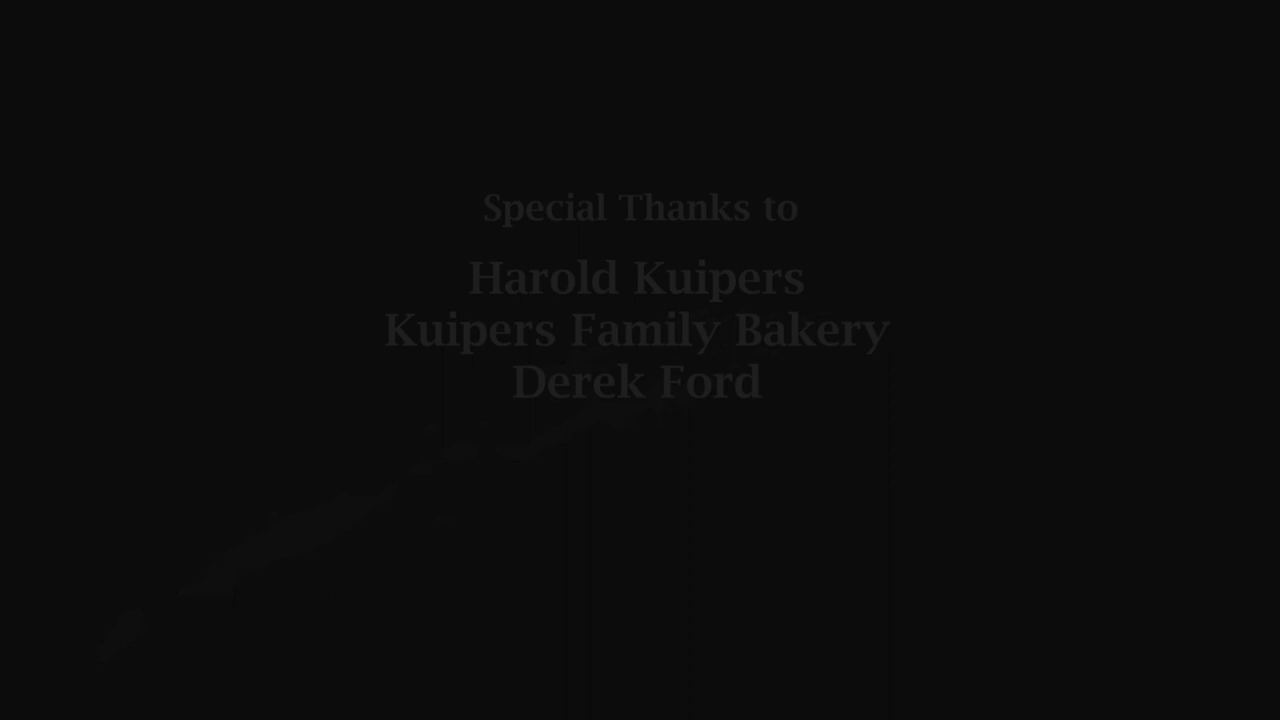 Special Thanks to
Harold Kuipers
Kuipers Family Bakery
Derek Ford